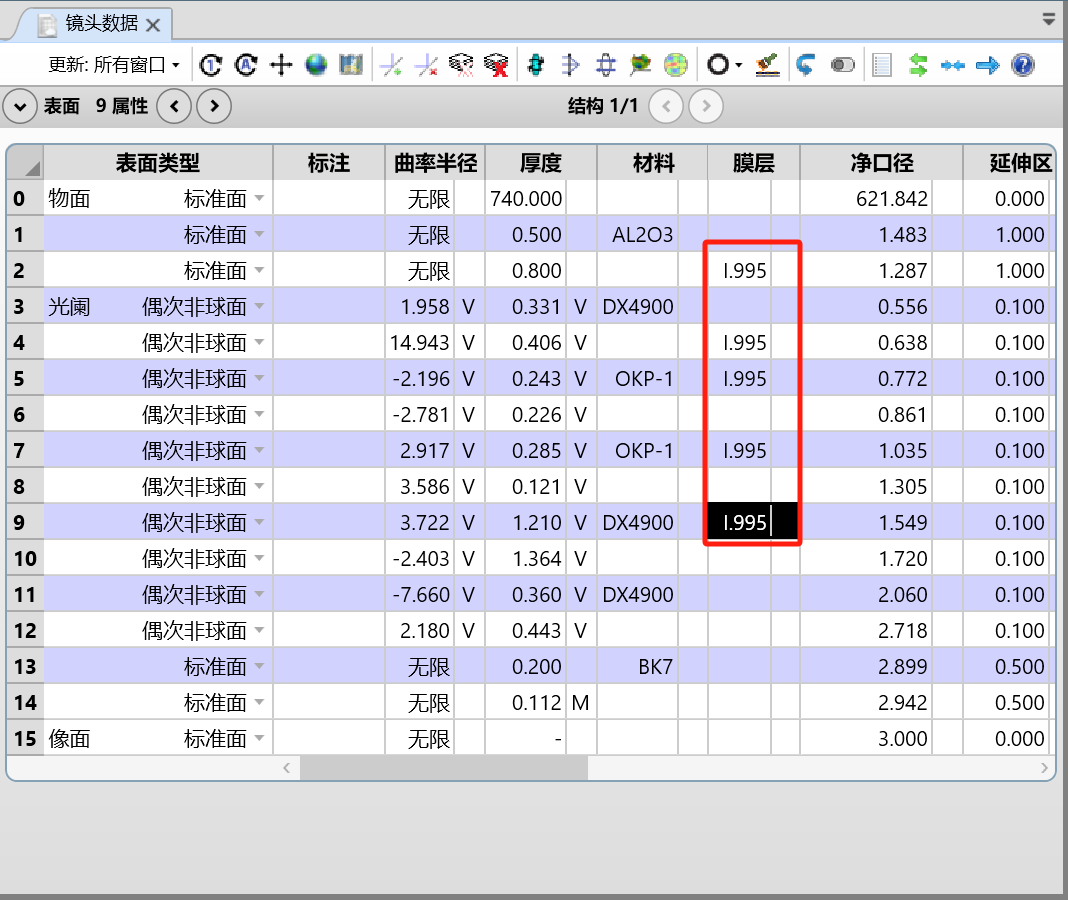 镜头数据
更新: 所有窗口
表面 9 属性 结构 1/1
表面类型 标注 曲率半径 厚度 材料 膜层 净口径 延伸区
0 物面 标准面 无限 740.000 621.842 0.000
1 标准面 无限 0.500 AL2O3 1.483 1.000
2 标准面 无限 0.800 I.995 1.287 1.000
3 光阑 偶次非球面 1.958 V 0.331 V DX4900 0.556 0.100
4 偶次非球面 14.943 V 0.406 V I.995 0.638 0.100
5 偶次非球面 -2.196 V 0.243 V OKP-1 I.995 0.772 0.100
6 偶次非球面 -2.781 V 0.226 V 0.861 0.100
7 偶次非球面 2.917 V 0.285 V OKP-1 I.995 1.035 0.100
8 偶次非球面 3.586 V 0.121 V 1.305 0.100
9 偶次非球面 3.722 V 1.210 V DX4900 I.995 1.549 0.100
10 偶次非球面 -2.403 V 1.364 V 1.720 0.100
11 偶次非球面 -7.660 V 0.360 V DX4900 2.060 0.100
12 偶次非球面 2.180 V 0.443 V 2.718 0.100
13 标准面 无限 0.200 BK7 2.899 0.500
14 标准面 无限 0.112 M 2.942 0.500
15 像面 标准面 无限 - 3.000 0.000